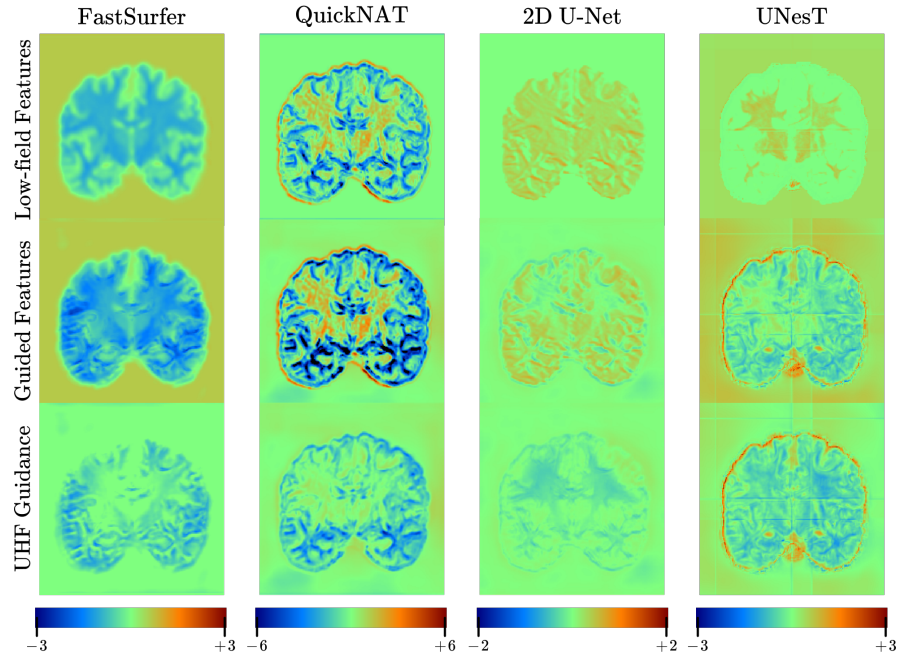 FastSurfer QuickNAT 2D U-Net UNesT
Low-field Features
Guided Features
UHF Guidance
−3 +3 −6 +6 −2 +2 −3 +3